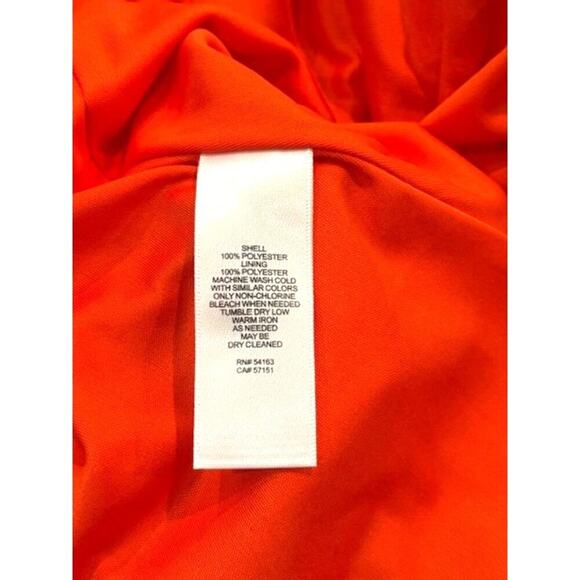 SHELL
100% POLYESTER
LINING
100% POLYESTER
MACHINE WASH COLD
WITH SIMILAR COLORS
ONLY NON-CHLORINE
BLEACH WHEN NEEDED
TUMBLE DRY LOW
WARM IRON
AS NEEDED
MAY BE
DRY CLEANED
RN# 54163
CA# 57151